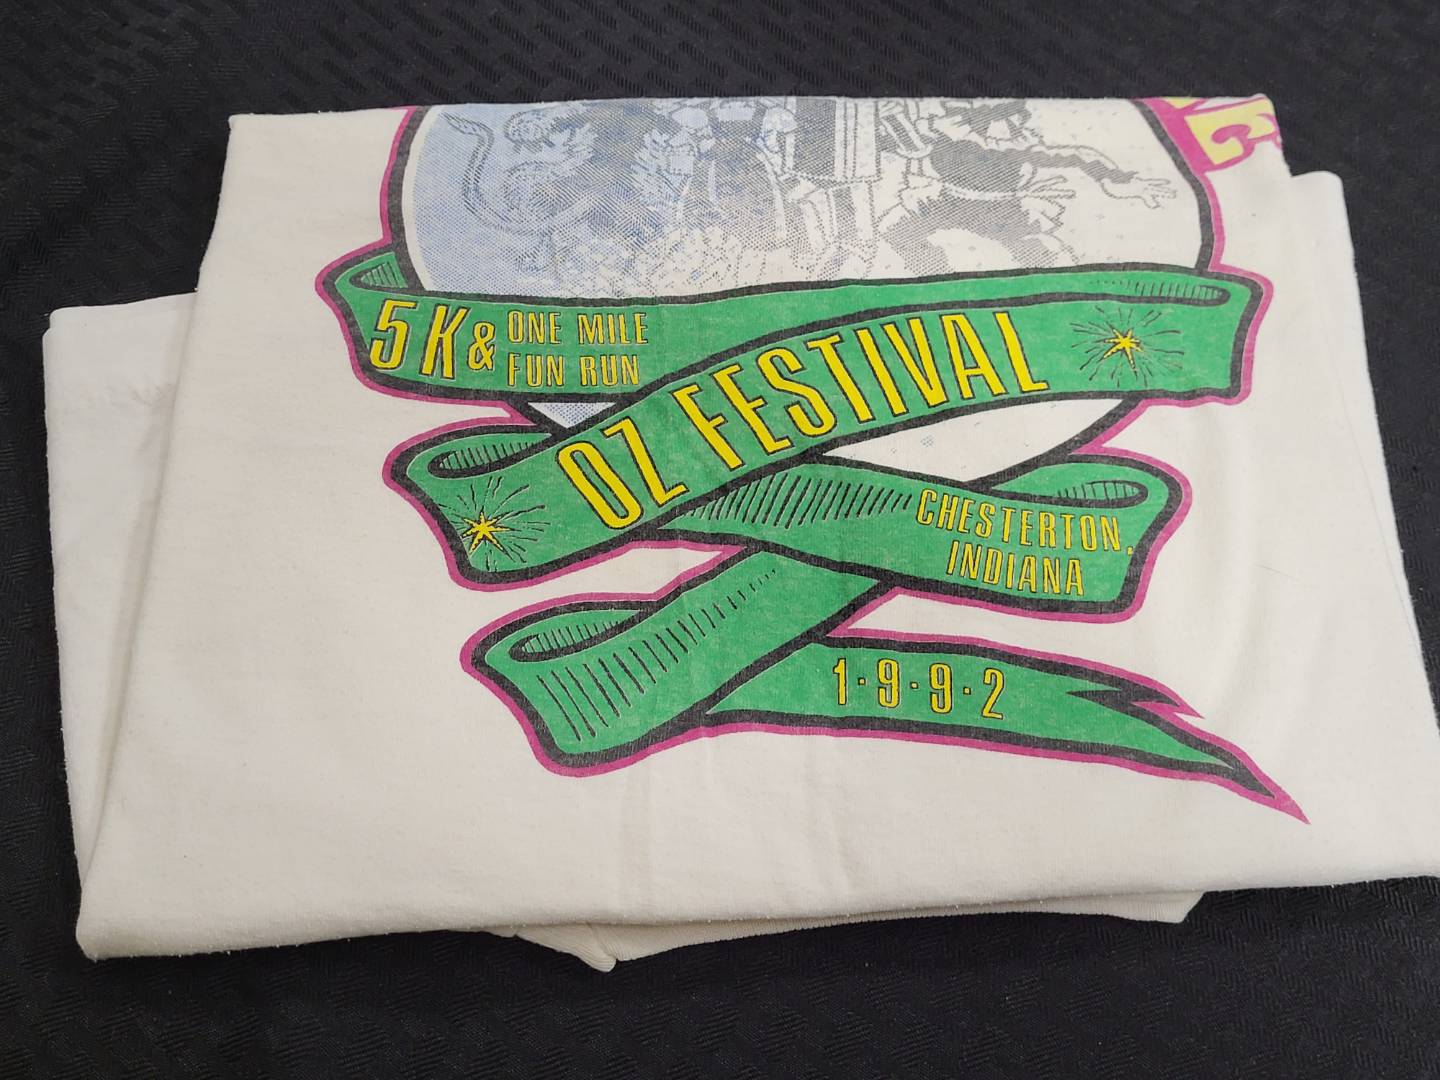 5K & ONE MILE
FUN RUN
OZ FESTIVAL
CHESTERTON,
INDIANA
1·9·9·2